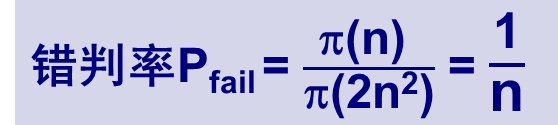 错判率P_fail = π(n)/π(2n²) = 1/n